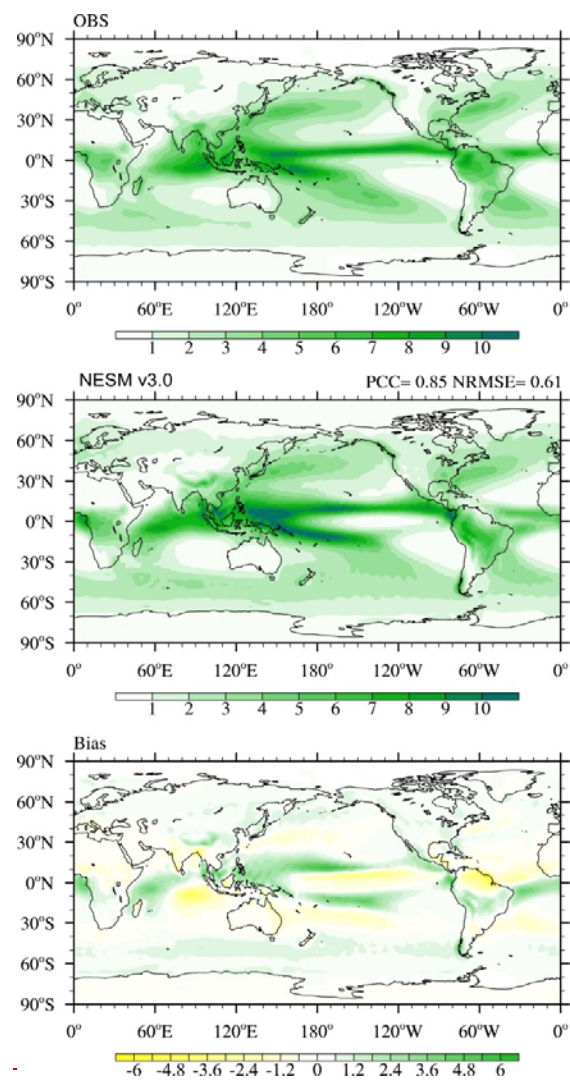 OBS
90°N
60°N
30°N
0°N
30°S
60°S
90°S
0° 60°E 120°E 180° 120°W 60°W 0°
1 2 3 4 5 6 7 8 9 10
NESM v3.0 PCC= 0.85 NRMSE= 0.61
90°N
60°N
30°N
0°N
30°S
60°S
90°S
0° 60°E 120°E 180° 120°W 60°W 0°
1 2 3 4 5 6 7 8 9 10
Bias
90°N
60°N
30°N
0°N
30°S
60°S
90°S
0° 60°E 120°E 180° 120°W 60°W 0°
-6 -4.8 -3.6 -2.4 -1.2 0 1.2 2.4 3.6 4.8 6